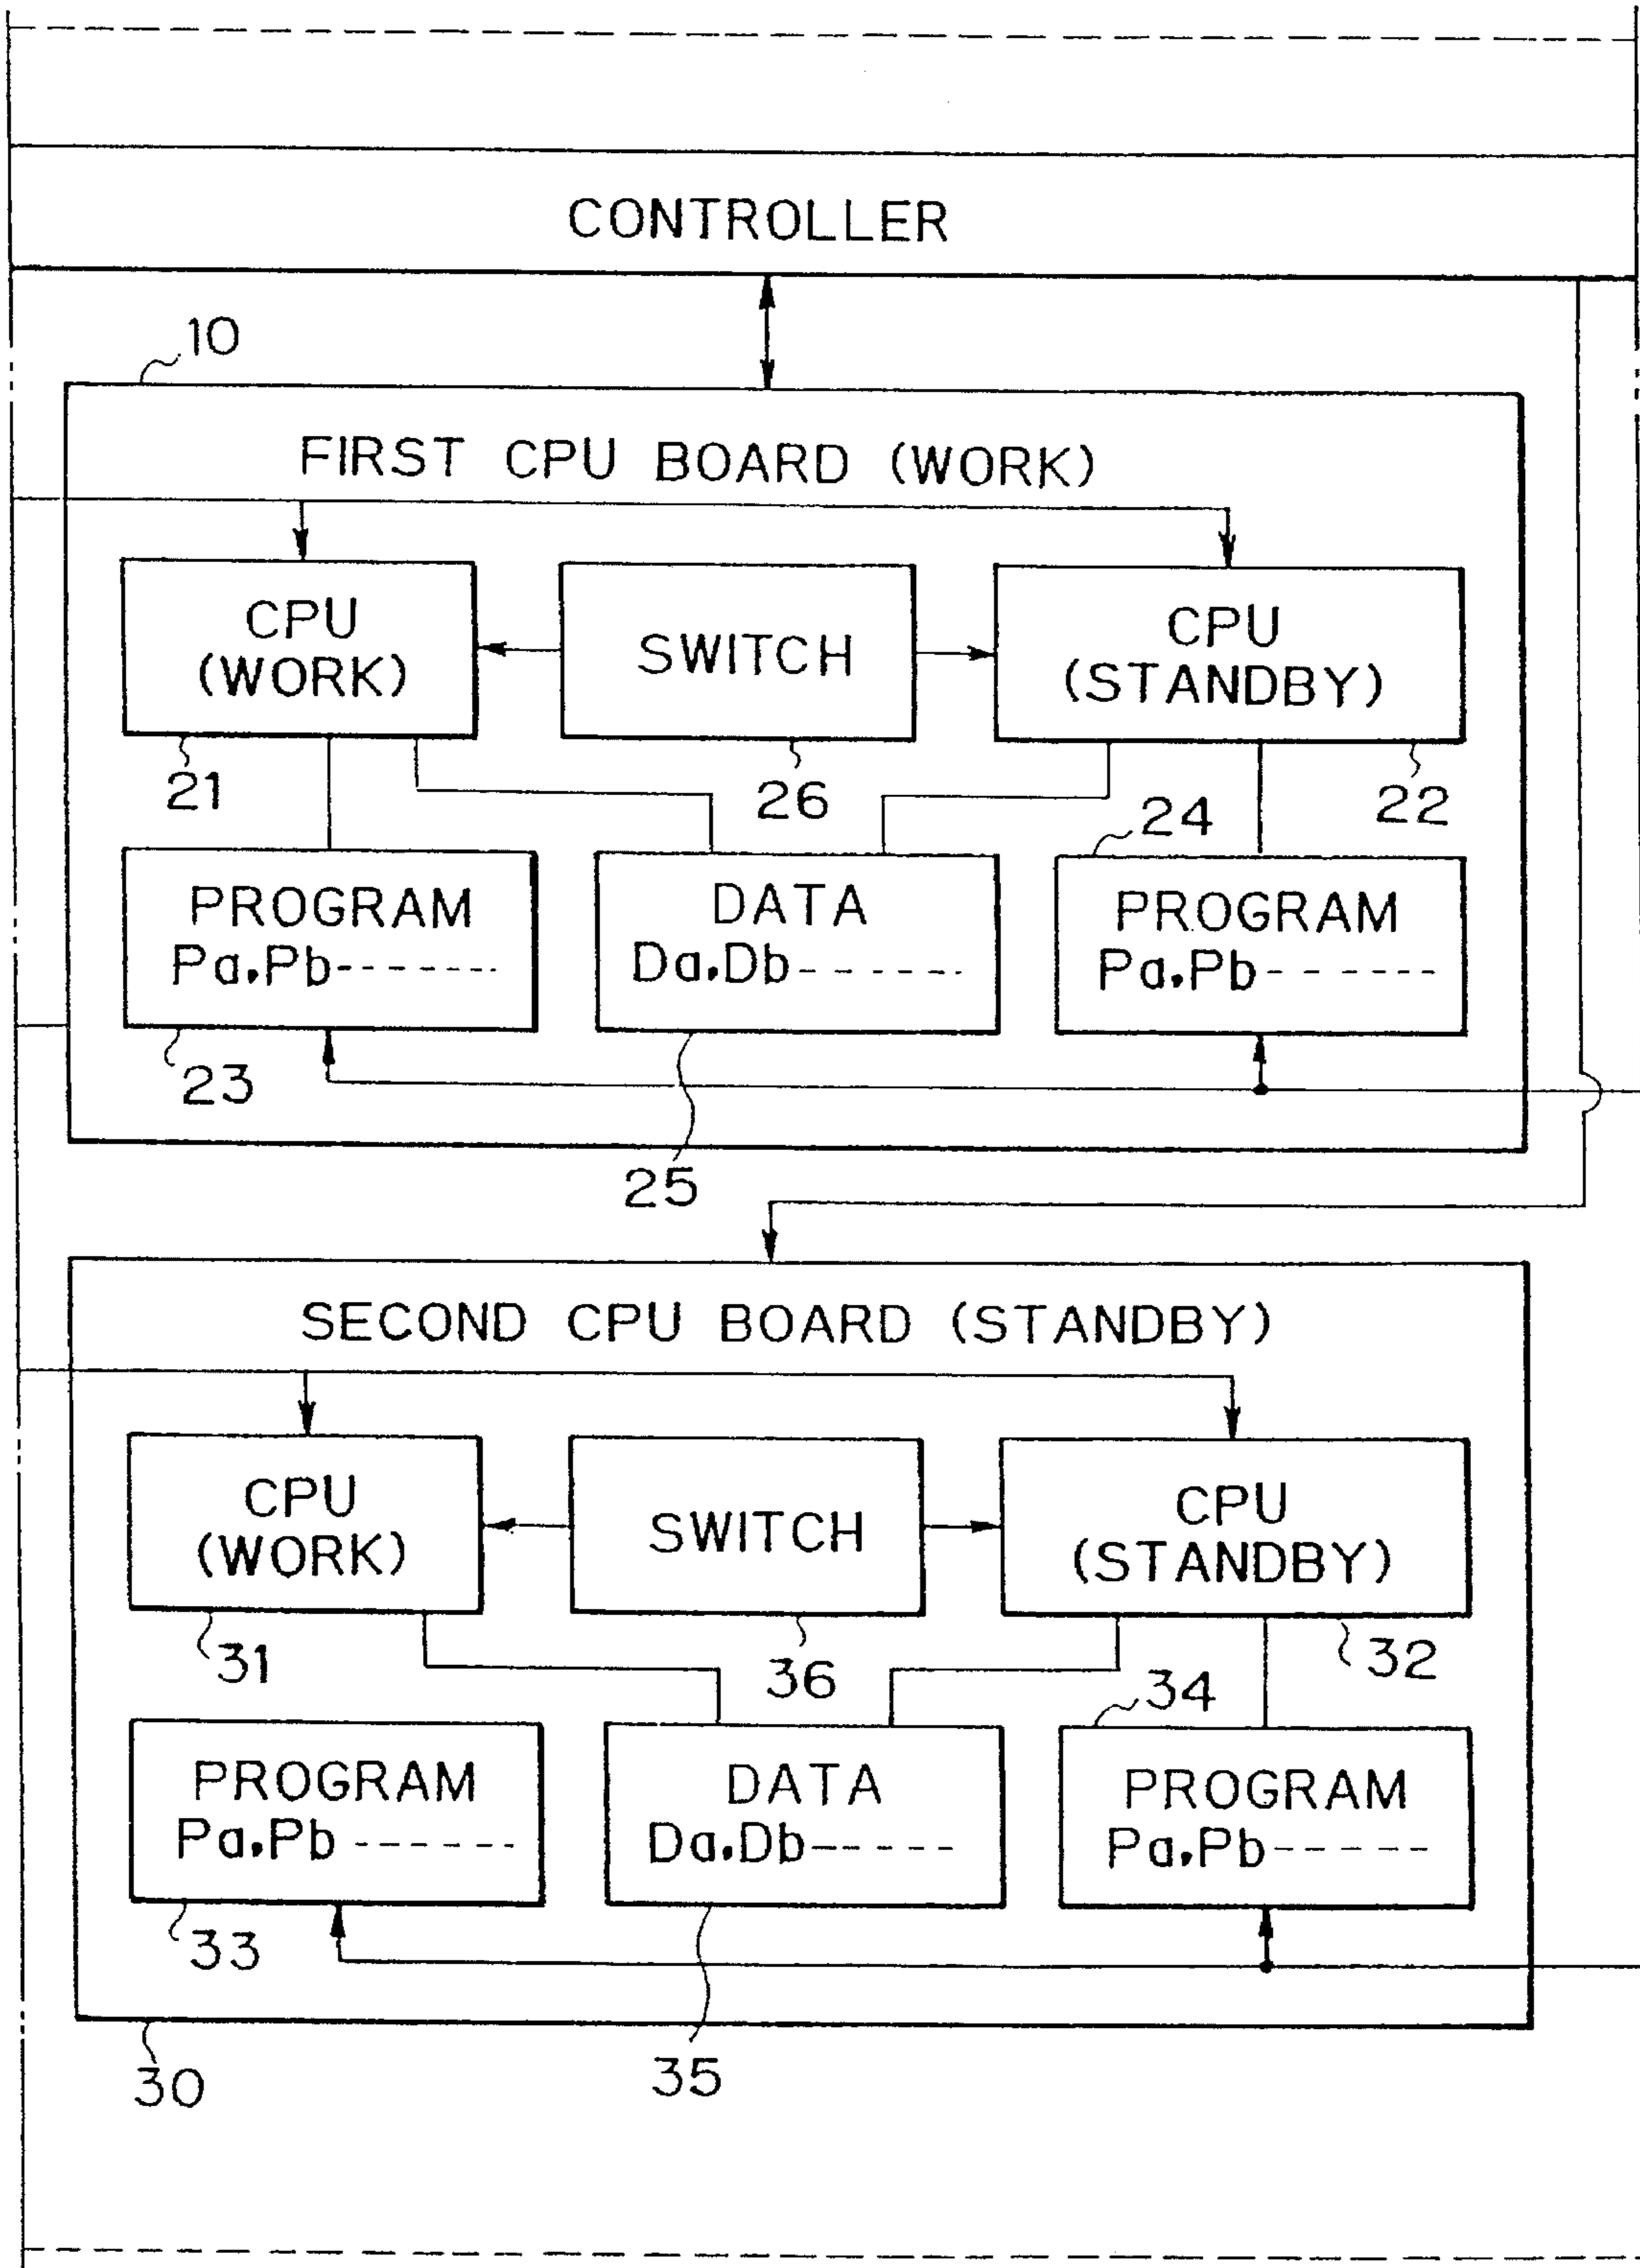 CONTROLLER
10
FIRST CPU BOARD (WORK)
CPU
(WORK)
SWITCH
CPU
(STANDBY)
21
26
22
24
PROGRAM
Pa.Pb-------
DATA
Da.Db-------
PROGRAM
Pa.Pb-------
23
25
SECOND CPU BOARD (STANDBY)
CPU
(WORK)
SWITCH
CPU
(STANDBY)
31
36
32
34
PROGRAM
Pa.Pb ------
DATA
Da.Db------
PROGRAM
Pa.Pb------
33
35
30